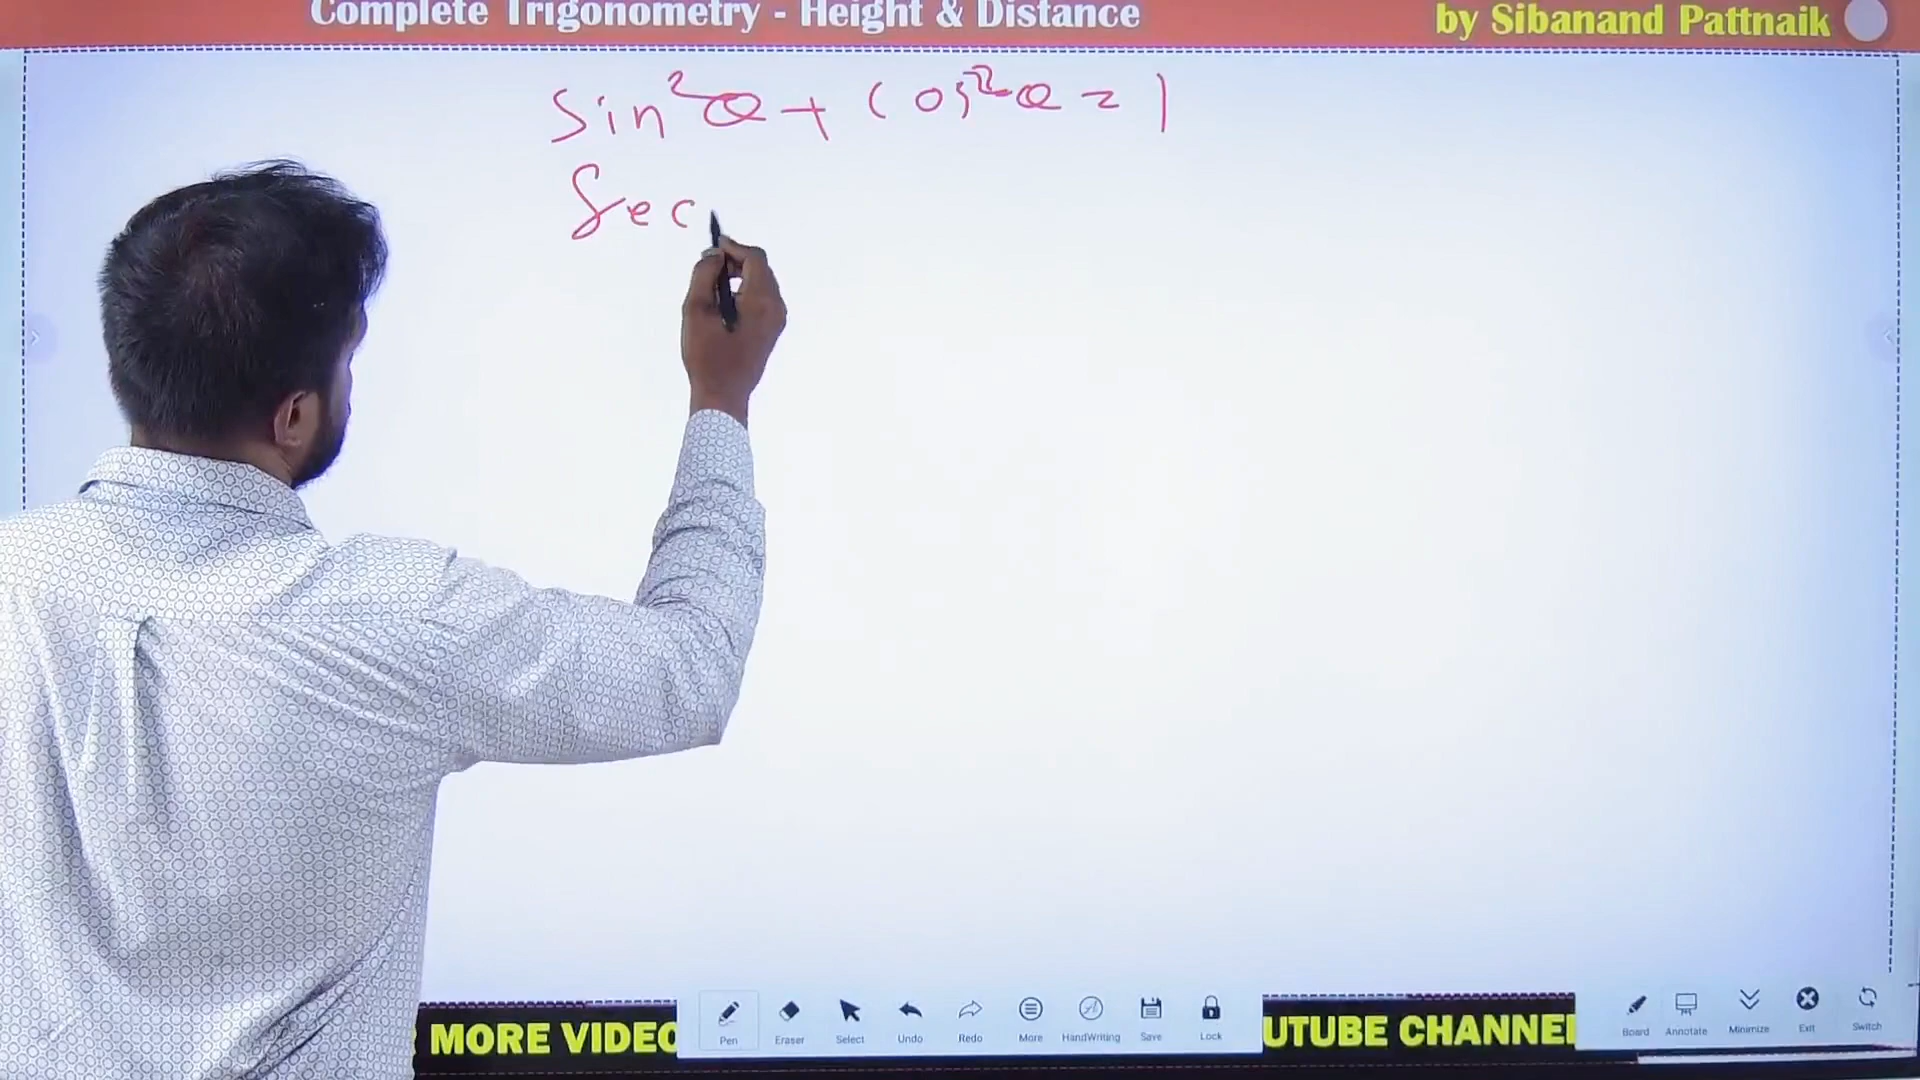 Complete Trigonometry - Height & Distance
by Sibanand Pattnaik
Sin²θ + Cos²θ = 1
Sec
MORE VIDEO
UTUBE CHANNEL
Pen
Eraser
Select
Undo
Redo
More
HandWriting
Save
Lock
Board
Annotate
Minimize
Exit
Switch